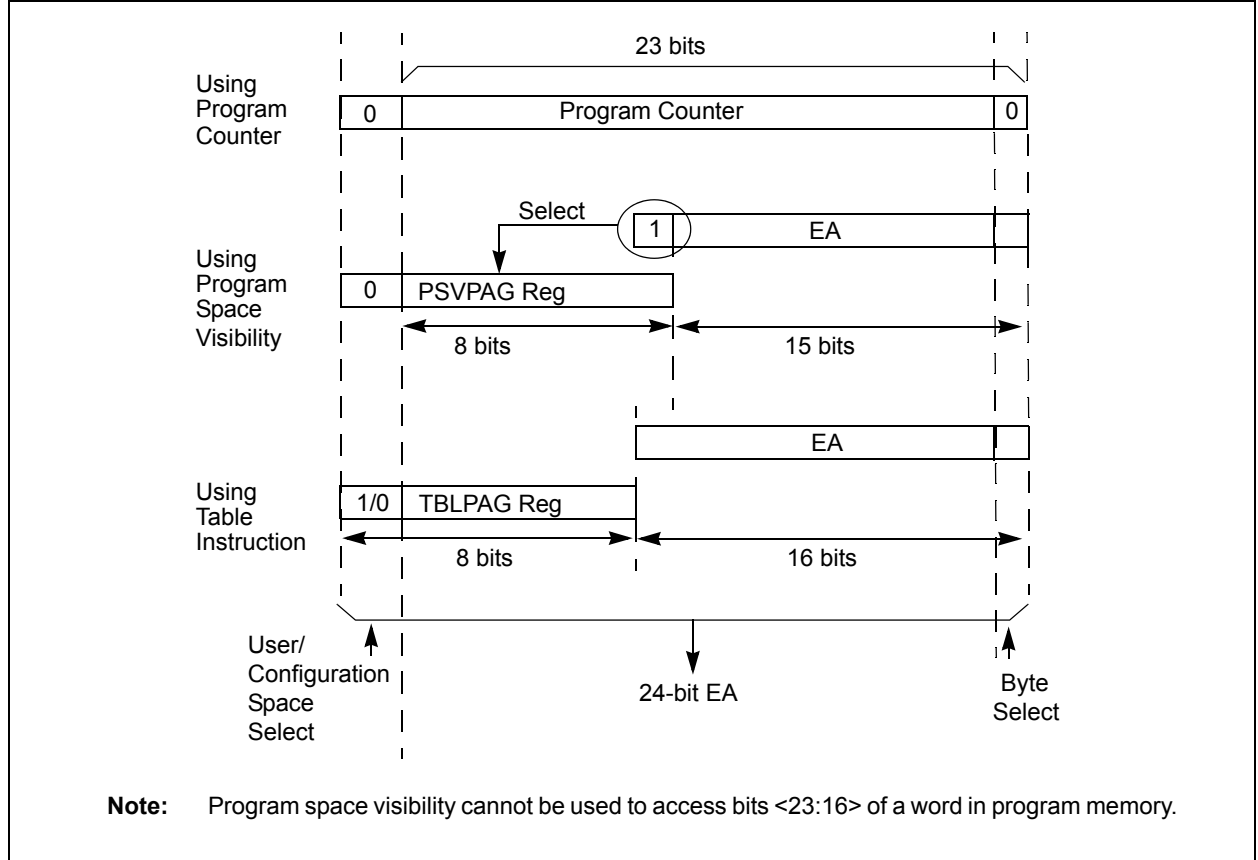 23 bits
Using
Program
Counter
0 Program Counter 0
Select
1 EA
Using
Program
Space
Visibility
0 PSVPAG Reg
8 bits 15 bits
EA
Using
Table
Instruction
1/0 TBLPAG Reg
8 bits 16 bits
User/
Configuration
Space
Select
24-bit EA
Byte
Select
Note: Program space visibility cannot be used to access bits <23:16> of a word in program memory.